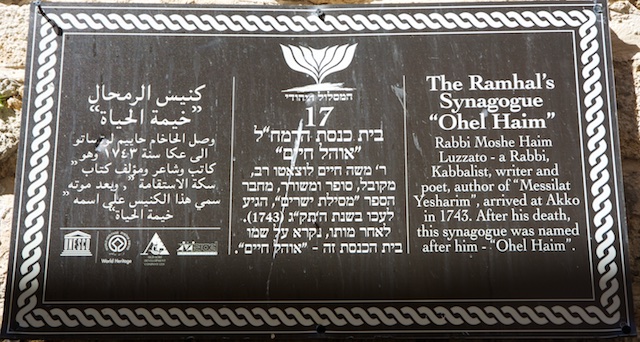 كنيس الرمحال
”خيمة الحياة“
وصل الحاخام حاييم لوتساتو
الى عكا سنة ١٧٤٣ وهو
كاتب وشاعر ومؤلف كتاب ”
سكة الاستقامة “, وبعد موته
سمي هذا الكنيس على اسمه ”
خيمة الحياة“
UNESCO
World Heritage
המסלול היהודי
17
בית כנסת הרמח"ל
"אוהל חיים"
ר' משה חיים לוצאטו רב,
מקובל, סופר ומשורר, מחבר
הספר "מסילת ישרים", הגיע
לעכו בשנת ה'תק"ג (1743).
לאחר מותו, נקרא על שמו
בית הכנסת זה - "אוהל חיים".
The Ramhal's
Synagogue
"Ohel Haim"
Rabbi Moshe Haim
Luzzato - a Rabbi,
Kabbalist, writer and
poet, author of "Messilat
Yesharim", arrived at Akko
in 1743. After his death,
this synagogue was named
after him - "Ohel Haim".